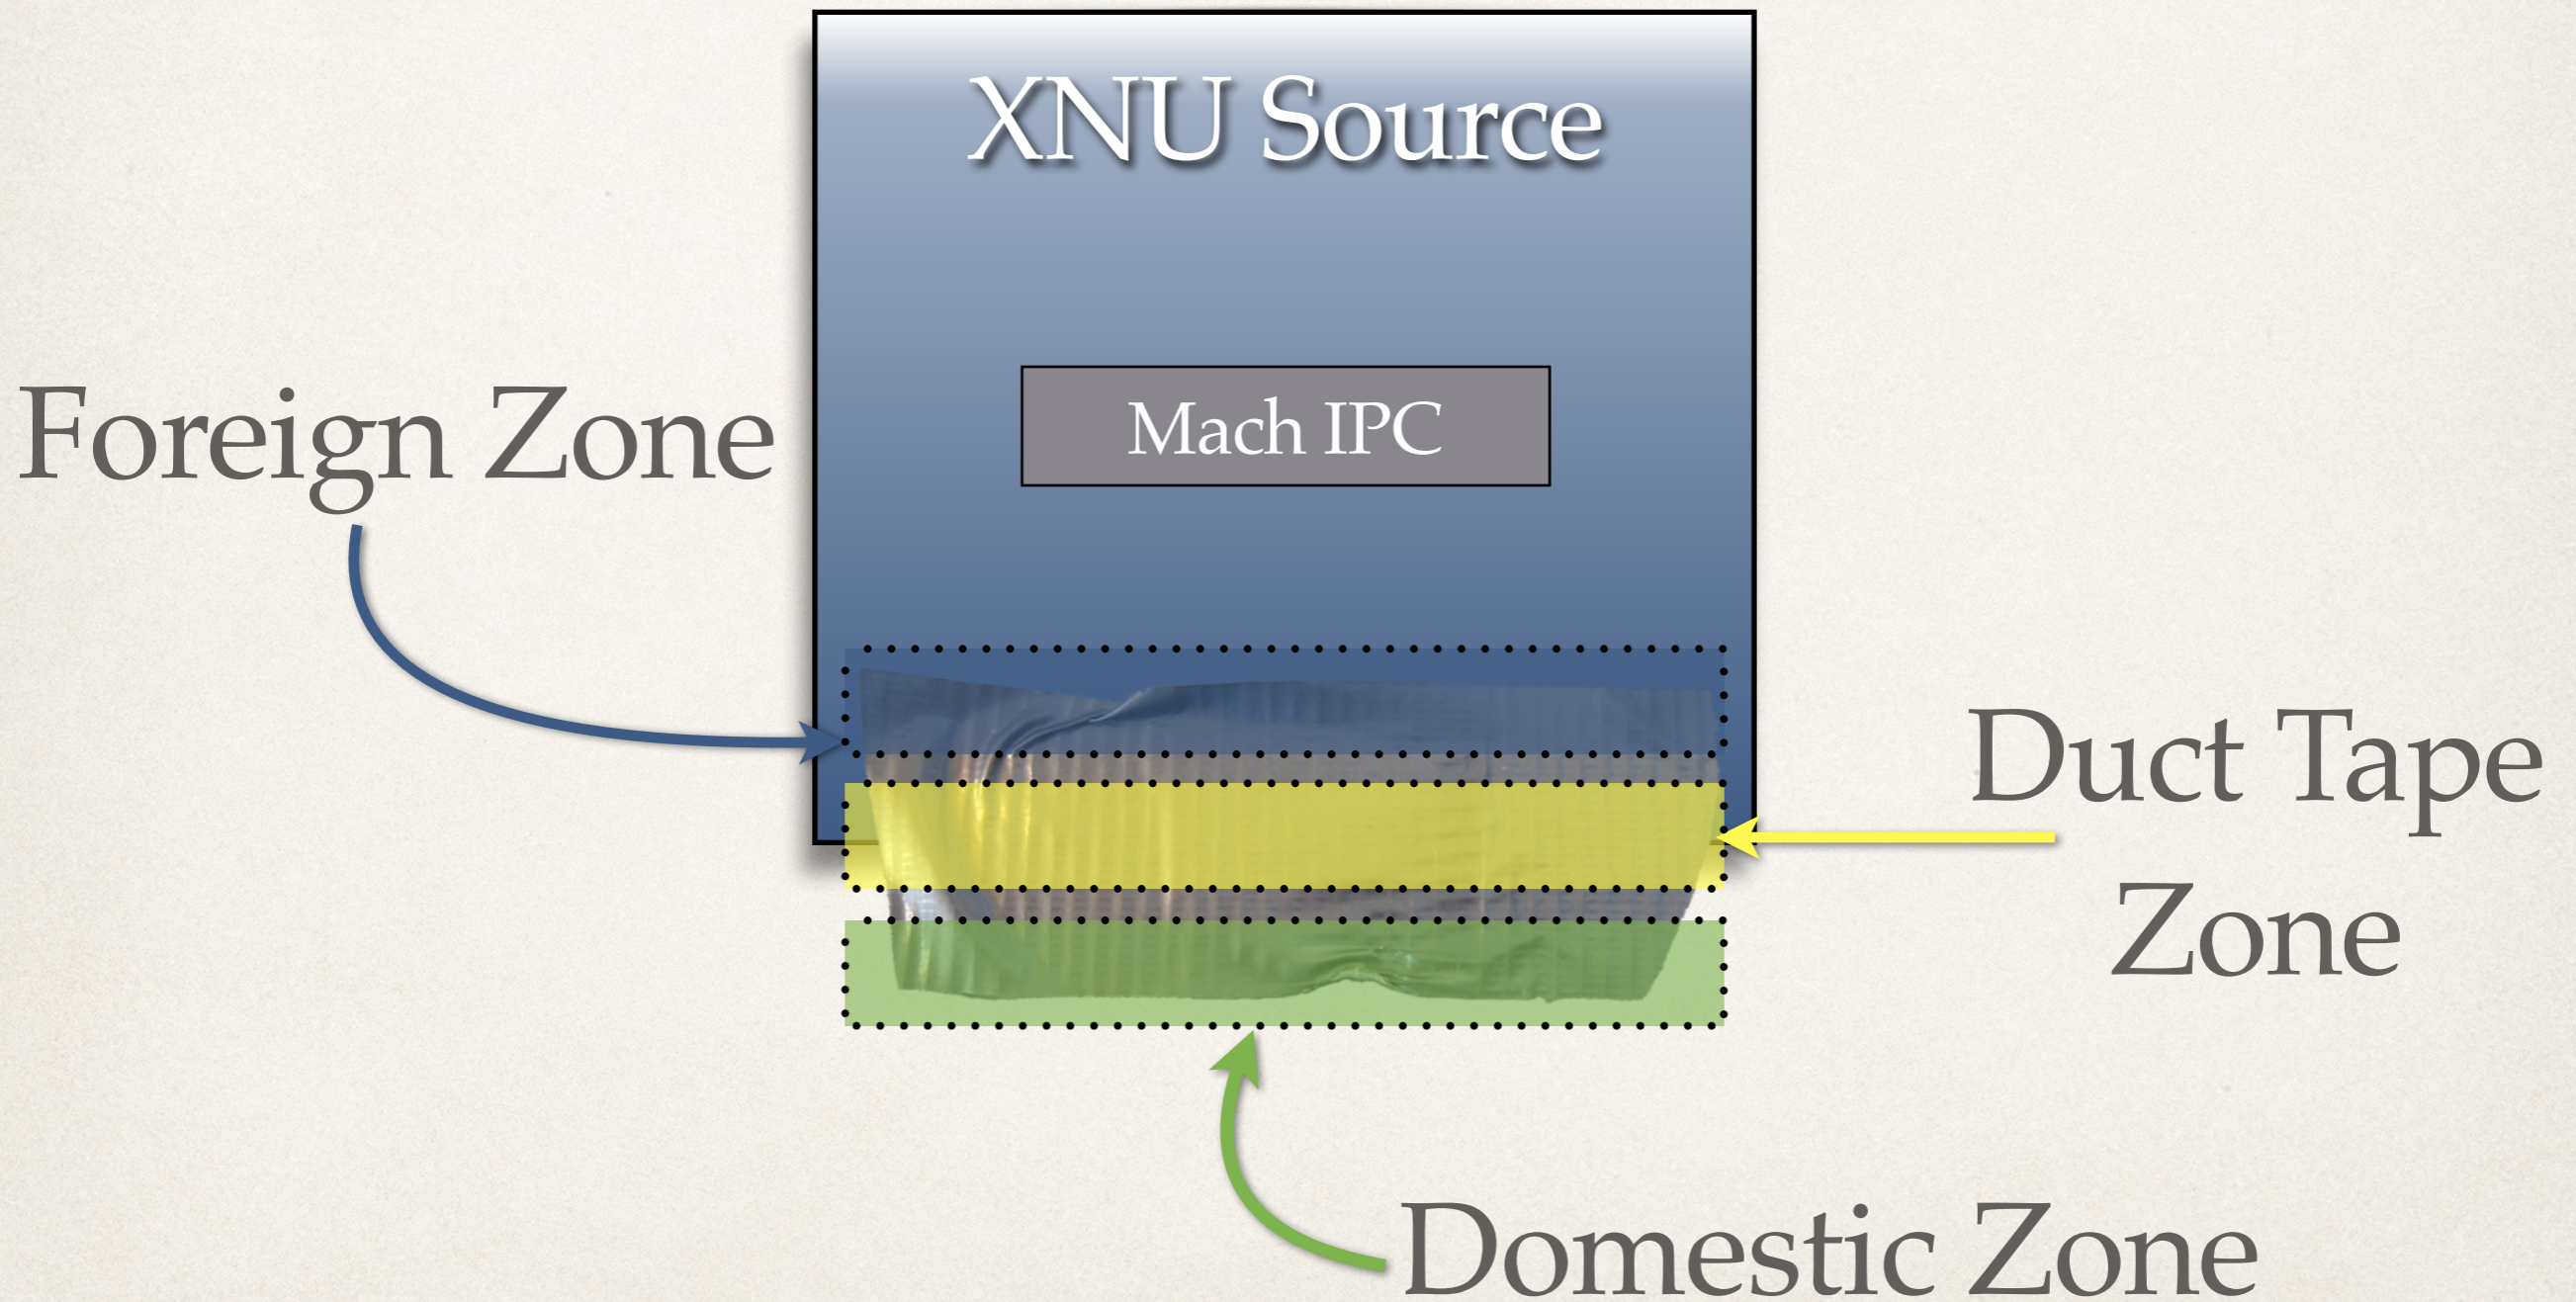 XNU Source
Mach IPC
Foreign Zone
Duct Tape
Zone
Domestic Zone